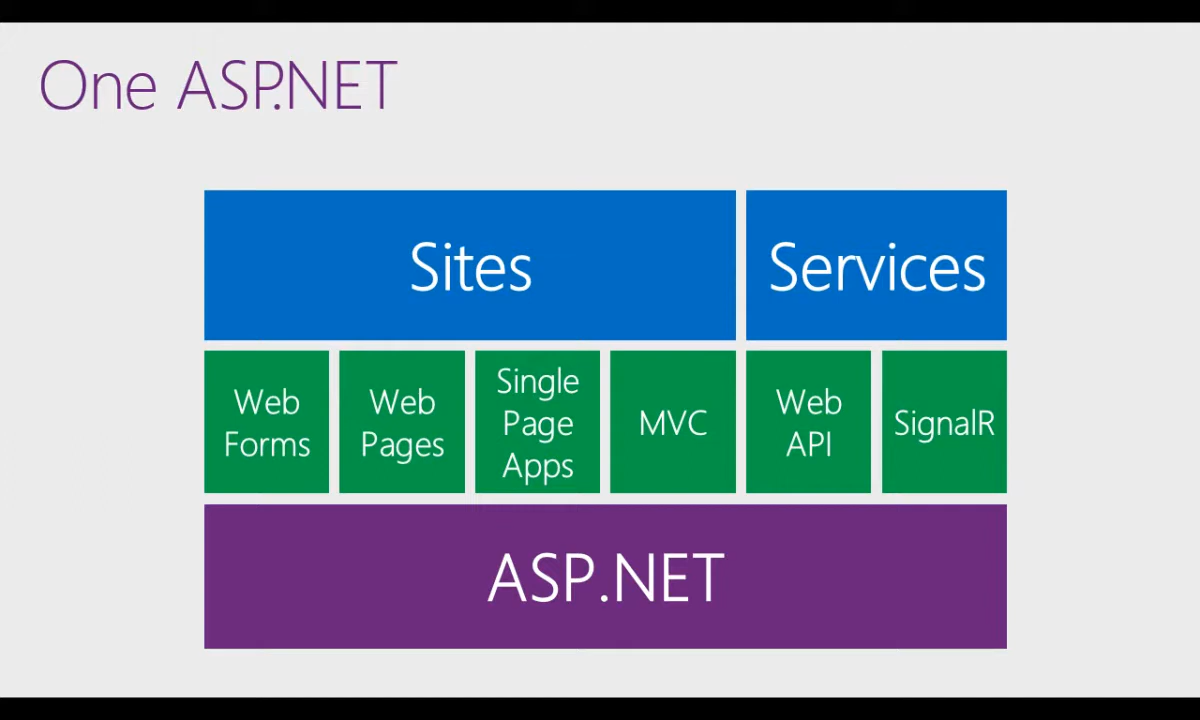 One ASP.NET
Sites
Services
Web
Forms
Web
Pages
Single
Page
Apps
MVC
Web
API
SignalR
ASP.NET